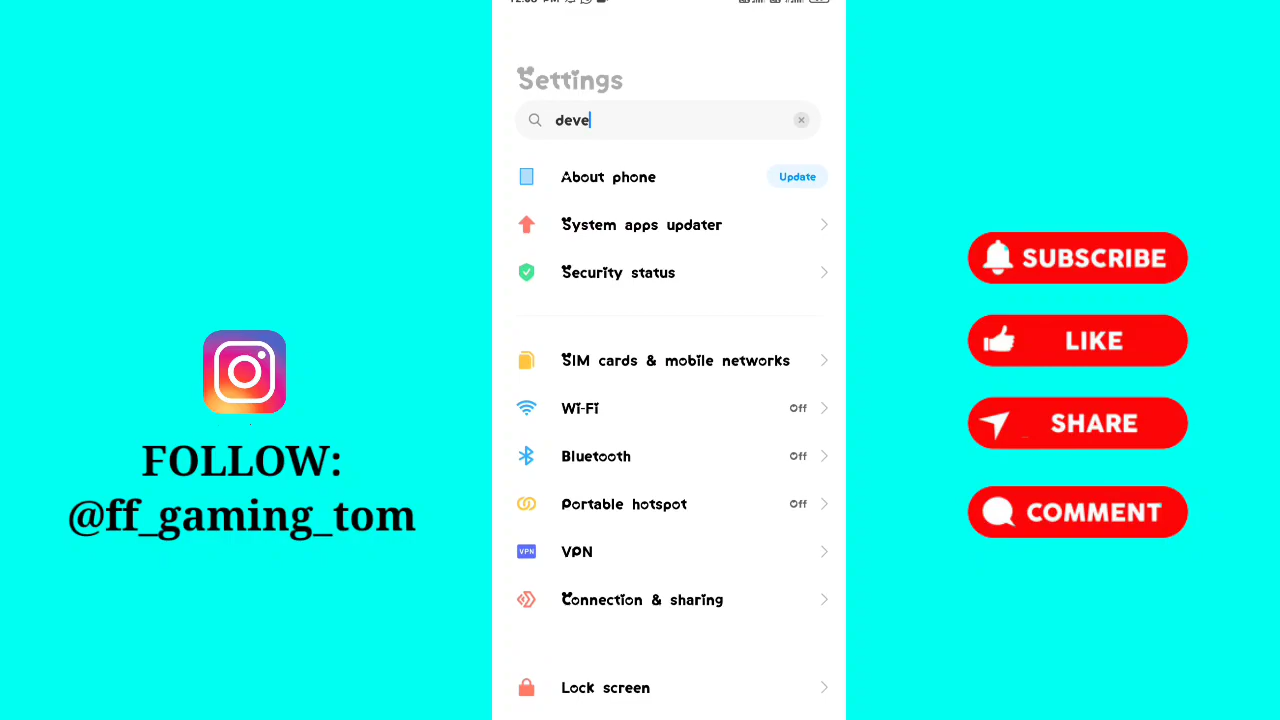 Settings
deve
About phone
Update
System apps updater
Security status
SIM cards & mobile networks
Wi-Fi
Off
Bluetooth
Off
Portable hotspot
Off
VPN
VPN
Connection & sharing
Lock screen
FOLLOW:
@ff_gaming_tom
SUBSCRIBE
LIKE
SHARE
COMMENT